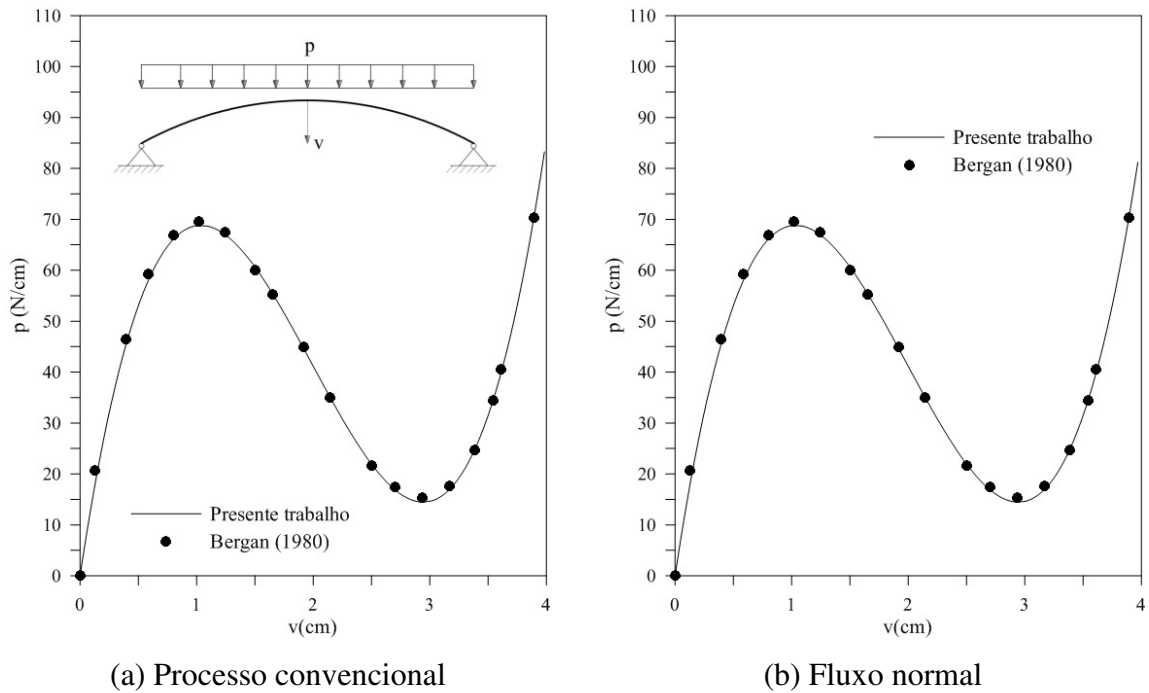 110
100
90
80
70
60
50
40
30
20
10
0
p (N/cm)
p
v
Presente trabalho
Bergan (1980)
0 1 2 3 4
v(cm)
(a) Processo convencional
110
100
90
80
70
60
50
40
30
20
10
0
p (N/cm)
Presente trabalho
Bergan (1980)
0 1 2 3 4
v(cm)
(b) Fluxo normal